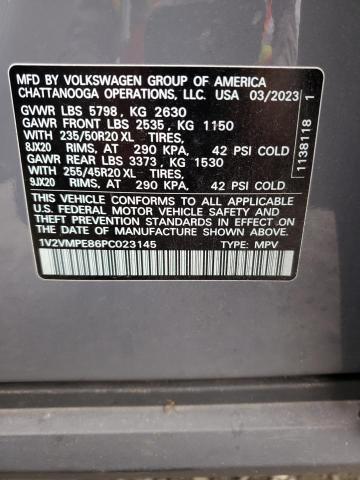 MFD BY VOLKSWAGEN GROUP OF AMERICA
CHATTANOOGA OPERATIONS, LLC. USA 03/2023
GVWR LBS 5798, KG 2630
GAWR FRONT LBS 2535, KG 1150
WITH 235/50R20 XL TIRES,
8JX20 RIMS, AT 290 KPA, 42 PSI COLD
GAWR REAR LBS 3373, KG 1530
WITH 255/45R20 XL TIRES,
9JX20 RIMS, AT 290 KPA, 42 PSI COLD
THIS VEHICLE CONFORMS TO ALL APPLICABLE
U.S. FEDERAL MOTOR VEHICLE SAFETY, BUMPER, AND
THEFT PREVENTION STANDARDS IN EFFECT ON THE
DATE OF MANUFACTURE SHOWN ABOVE.
1V2VMPE86PC023145 TYPE: MPV
1138118 1